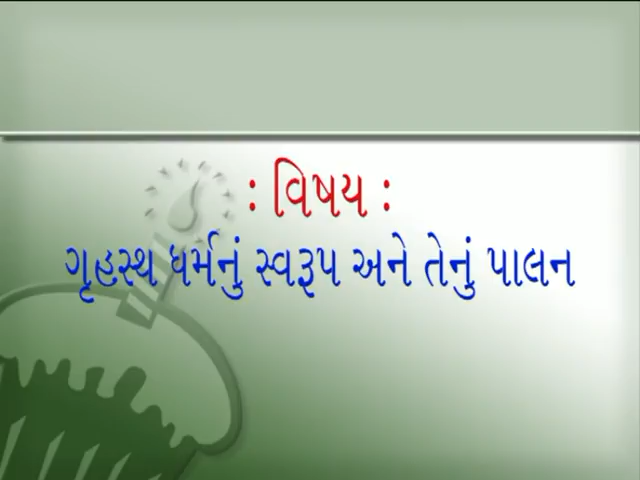 : વિષય :
ગૃહસ્થ ધર્મનું સ્વરૂપ અને તેનું પાલન